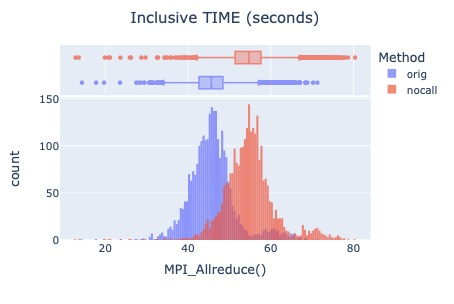 Inclusive TIME (seconds)
Method
orig
nocall
150
100
50
0
count
20
40
60
80
MPI_Allreduce()